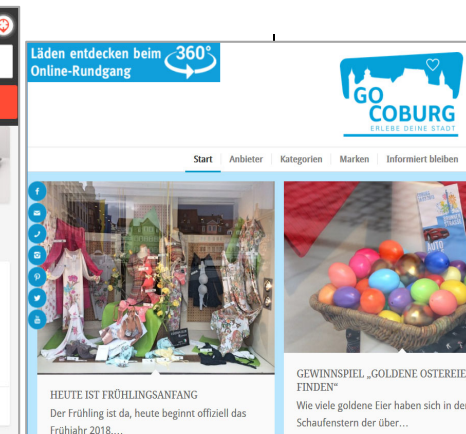 Läden entdecken beim 360°
Online-Rundgang
GO
COBURG
ERLEBE DEINE STADT
Start Anbieter Kategorien Marken Informiert bleiben
AUTO
HEUTE IST FRÜHLINGSANFANG
Der Frühling ist da, heute beginnt offiziell das
Frühjahr 2018....
GEWINNSPIEL „GOLDENE OSTEREIE
FINDEN“
Wie viele goldene Eier haben sich in de
Schaufenstern der über...